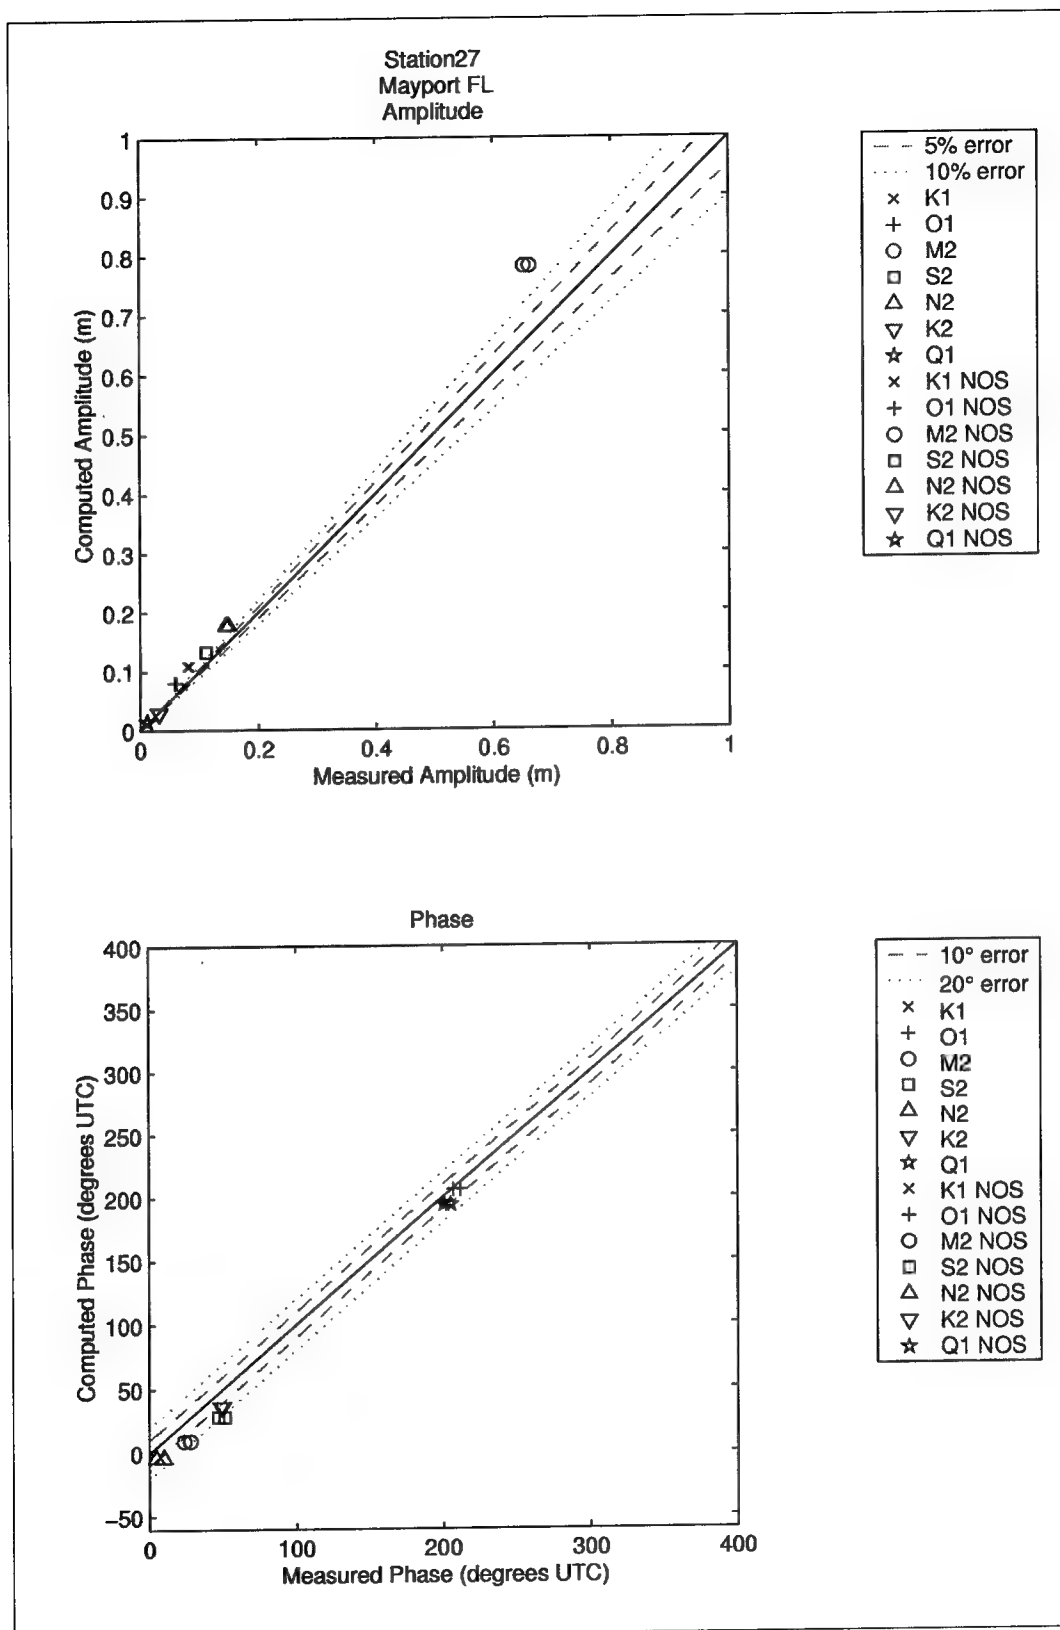 Station27
Mayport FL
Amplitude
1
0.9
0.8
0.7
0.6
0.5
0.4
0.3
0.2
0.1
0
Computed Amplitude (m)
0
0.2
0.4
0.6
0.8
1
Measured Amplitude (m)
5% error
10% error
K1
O1
M2
S2
N2
K2
Q1
K1 NOS
O1 NOS
M2 NOS
S2 NOS
N2 NOS
K2 NOS
Q1 NOS
Phase
400
350
300
250
200
150
100
50
0
−50
Computed Phase (degrees UTC)
0
100
200
300
400
Measured Phase (degrees UTC)
10° error
20° error
K1
O1
M2
S2
N2
K2
Q1
K1 NOS
O1 NOS
M2 NOS
S2 NOS
N2 NOS
K2 NOS
Q1 NOS